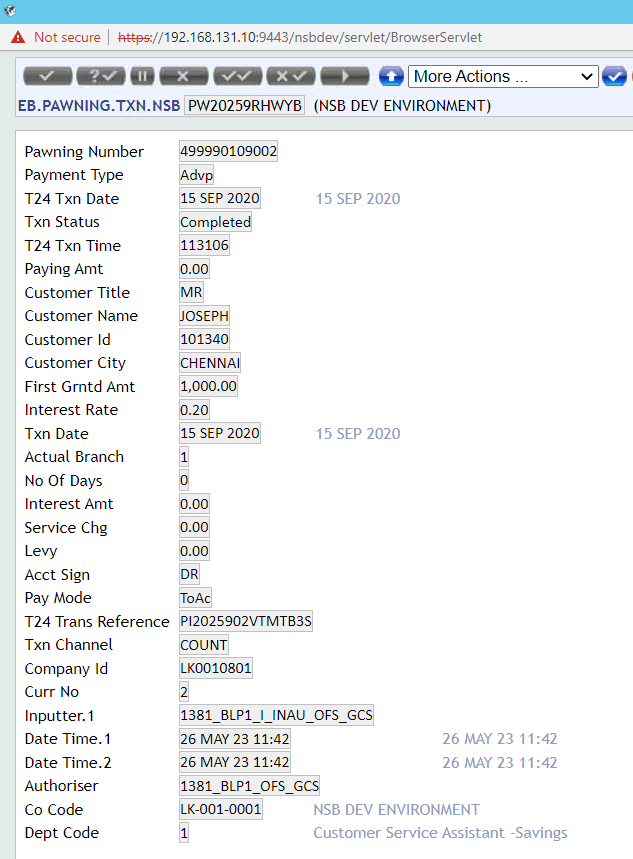 Not secure | https://192.168.131.10:9443/nsbdev/servlet/BrowserServlet
More Actions ...
EB.PAWNING.TXN.NSB PW20259RHWYB (NSB DEV ENVIRONMENT)
Pawning Number 499990109002
Payment Type Advp
T24 Txn Date 15 SEP 2020 15 SEP 2020
Txn Status Completed
T24 Txn Time 113106
Paying Amt 0.00
Customer Title MR
Customer Name JOSEPH
Customer Id 101340
Customer City CHENNAI
First Grntd Amt 1,000.00
Interest Rate 0.20
Txn Date 15 SEP 2020 15 SEP 2020
Actual Branch 1
No Of Days 0
Interest Amt 0.00
Service Chg 0.00
Levy 0.00
Acct Sign DR
Pay Mode ToAc
T24 Trans Reference PI2025902VTMTB3S
Txn Channel COUNT
Company Id LK0010801
Curr No 2
Inputter.1 1381_BLP1_I_INAU_OFS_GCS
Date Time.1 26 MAY 23 11:42 26 MAY 23 11:42
Date Time.2 26 MAY 23 11:42 26 MAY 23 11:42
Authoriser 1381_BLP1_OFS_GCS
Co Code LK-001-0001 NSB DEV ENVIRONMENT
Dept Code 1 Customer Service Assistant -Savings